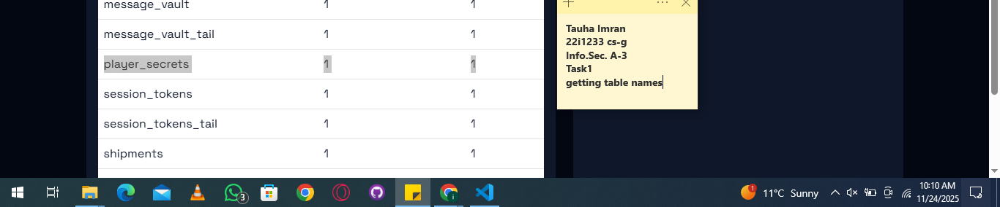 message_vault 1 1
message_vault_tail 1 1
player_secrets 1 1
session_tokens 1 1
session_tokens_tail 1 1
shipments 1 1
Tauha Imran
22i1233 cs-g
Info.Sec. A-3
Task1
getting table names
3
i
1
11°C Sunny
10:10 AM
11/24/2025